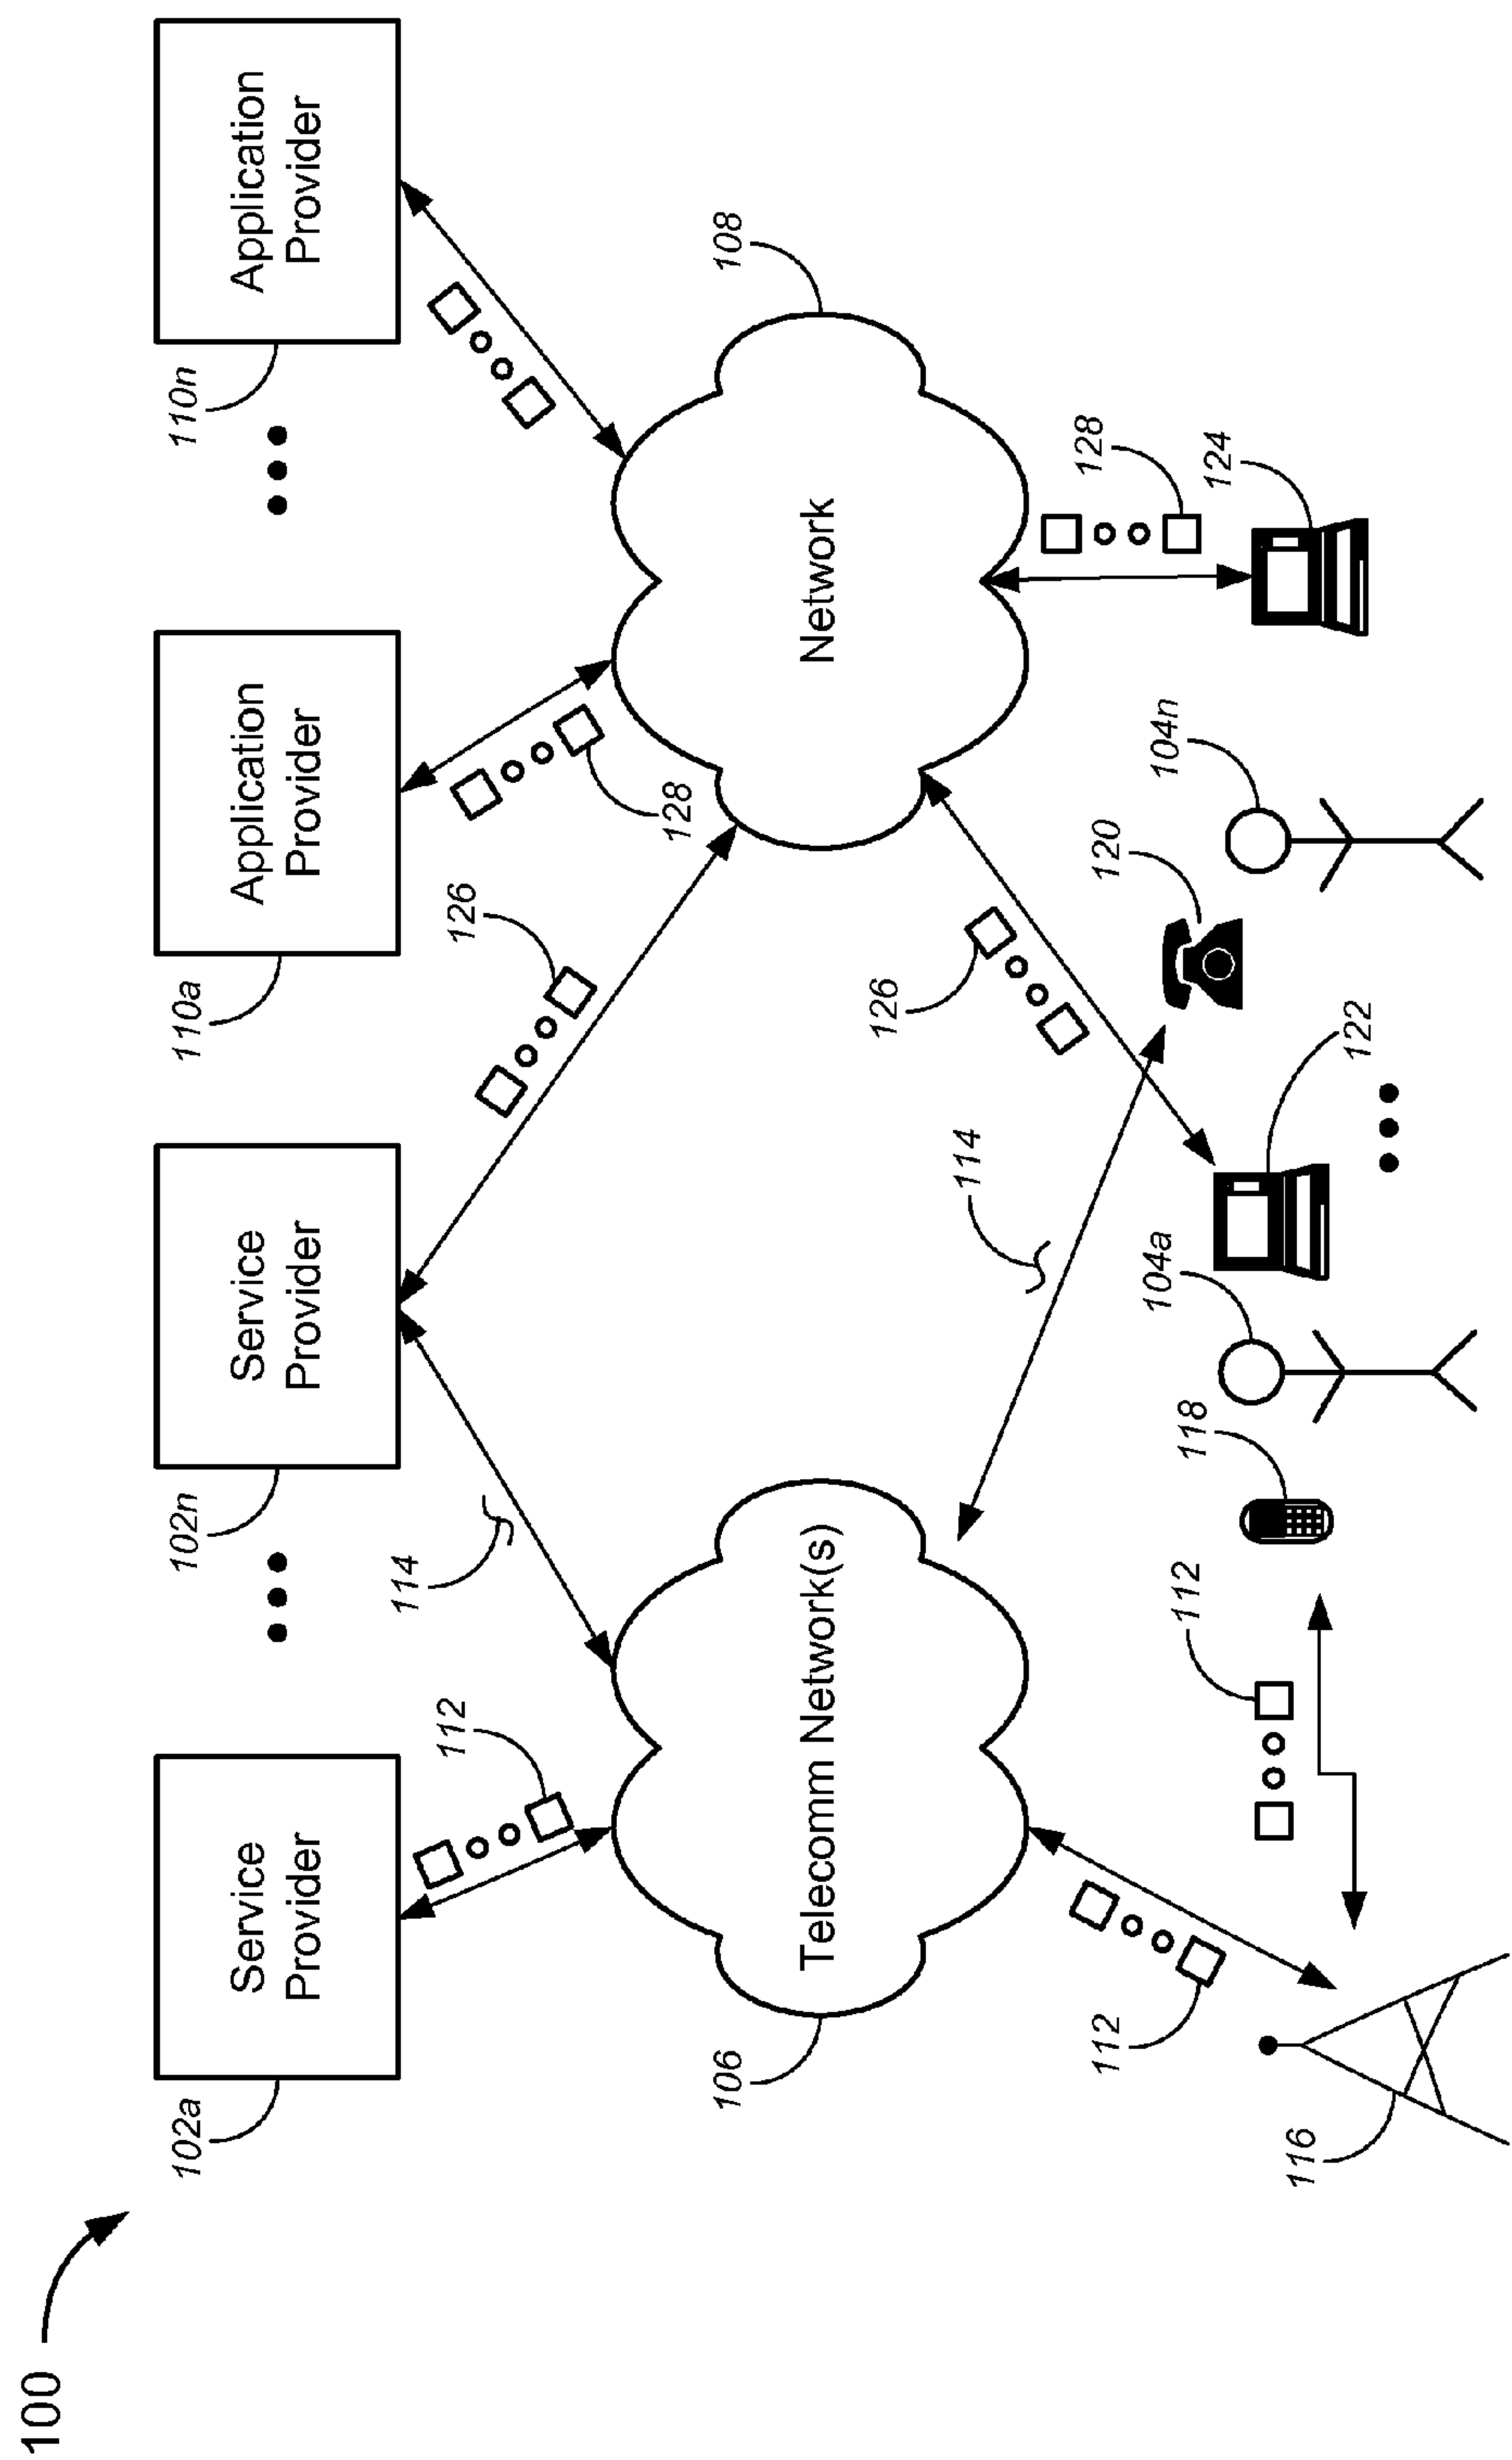 100
Service
Provider
Service
Provider
Application
Provider
Application
Provider
102a
102n
110a
110n
112
114
126
128
108
Telecomm Network(s)
Network
106
112
114
126
128
112
118
104a
120
104n
124
116
122